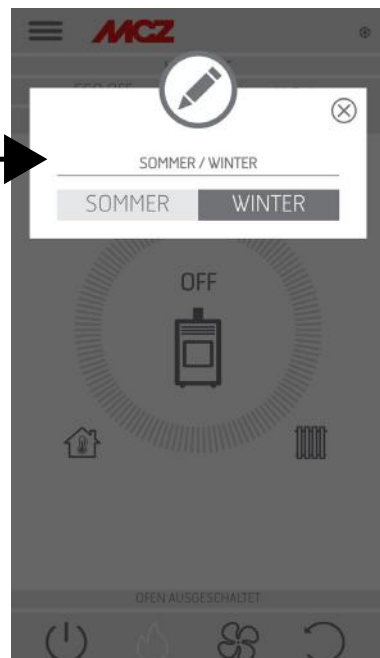 MCZ
SOMMER / WINTER
SOMMER
WINTER
OFF
OFEN AUSGESCHALTET